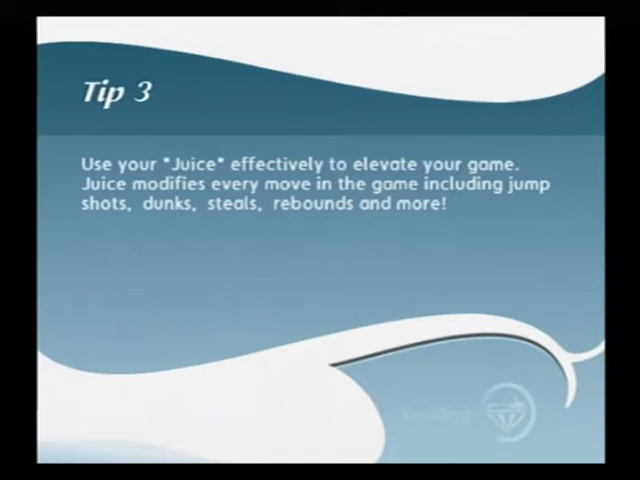 Tip 3
Use your "Juice" effectively to elevate your game.
Juice modifies every move in the game including jump
shots, dunks, steals, rebounds and more!
Loading